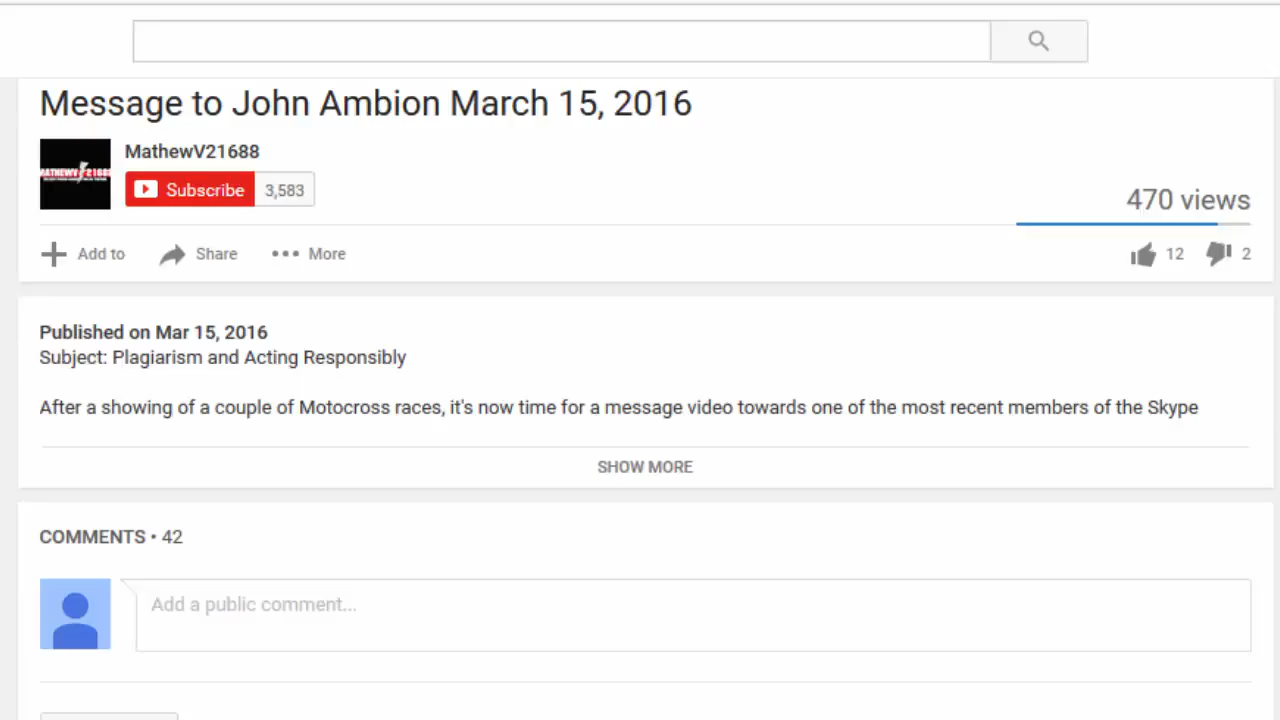 Message to John Ambion March 15, 2016
MathewV21688
Subscribe 3,583
470 views
Add to Share More 12 2
Published on Mar 15, 2016
Subject: Plagiarism and Acting Responsibly
After a showing of a couple of Motocross races, it's now time for a message video towards one of the most recent members of the Skype
SHOW MORE
COMMENTS • 42
Add a public comment...